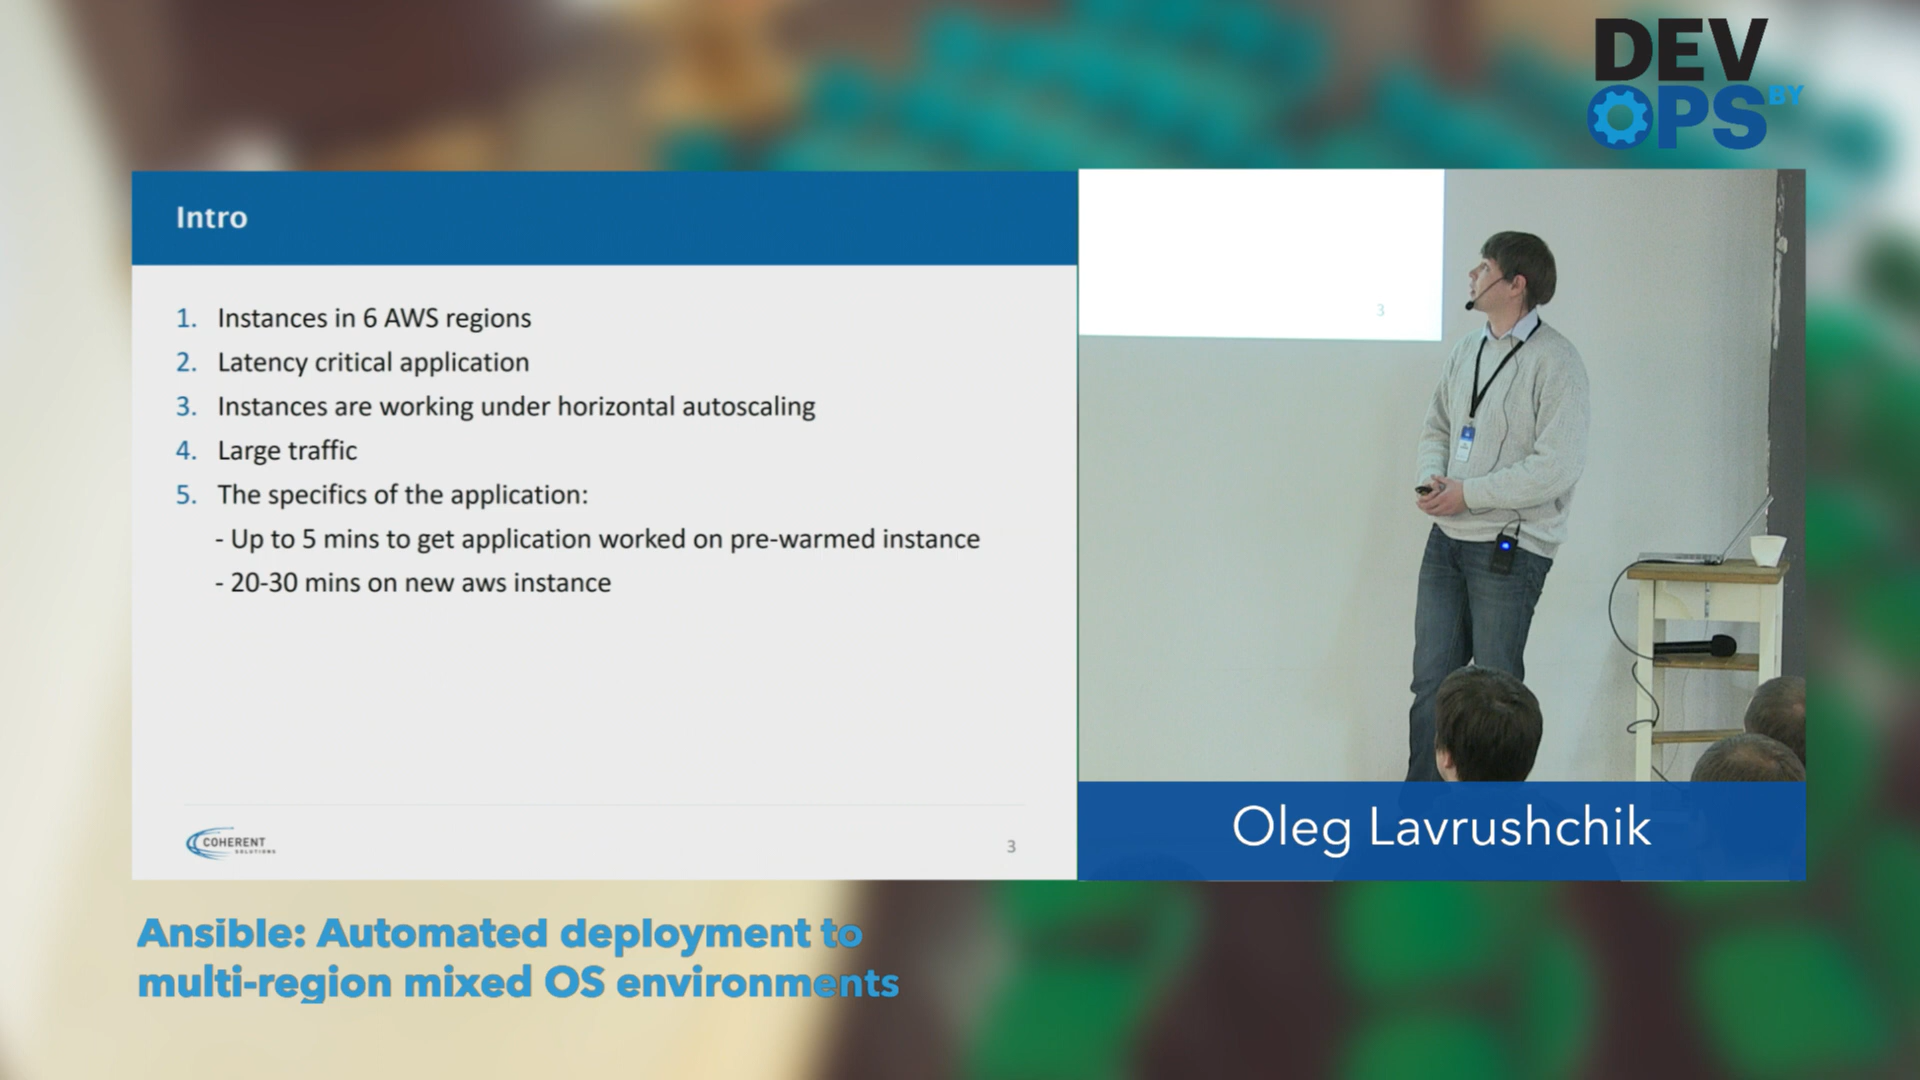 DEV
OPS BY
Intro
1. Instances in 6 AWS regions
2. Latency critical application
3. Instances are working under horizontal autoscaling
4. Large traffic
5. The specifics of the application:
- Up to 5 mins to get application worked on pre-warmed instance
- 20-30 mins on new aws instance
COHERENT
SOLUTIONS
3
3
Oleg Lavrushchik
Ansible: Automated deployment to
multi-region mixed OS environments